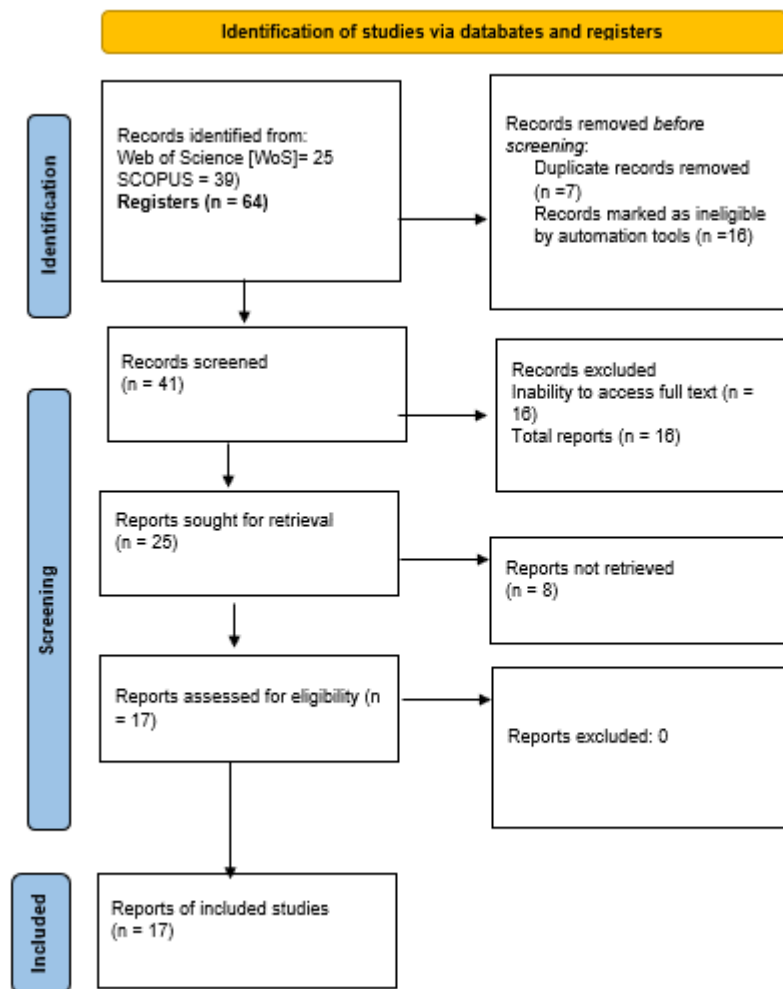 Identification of studies via databates and registers
Identification
Records identified from:
Web of Science [WoS]= 25
SCOPUS = 39)
Registers (n = 64)
Records removed before
screening:
Duplicate records removed
(n =7)
Records marked as ineligible
by automation tools (n =16)
Screening
Records screened
(n = 41)
Records excluded
Inability to access full text (n =
16)
Total reports (n = 16)
Reports sought for retrieval
(n = 25)
Reports not retrieved
(n = 8)
Reports assessed for eligibility (n
= 17)
Reports excluded: 0
Included
Reports of included studies
(n = 17)